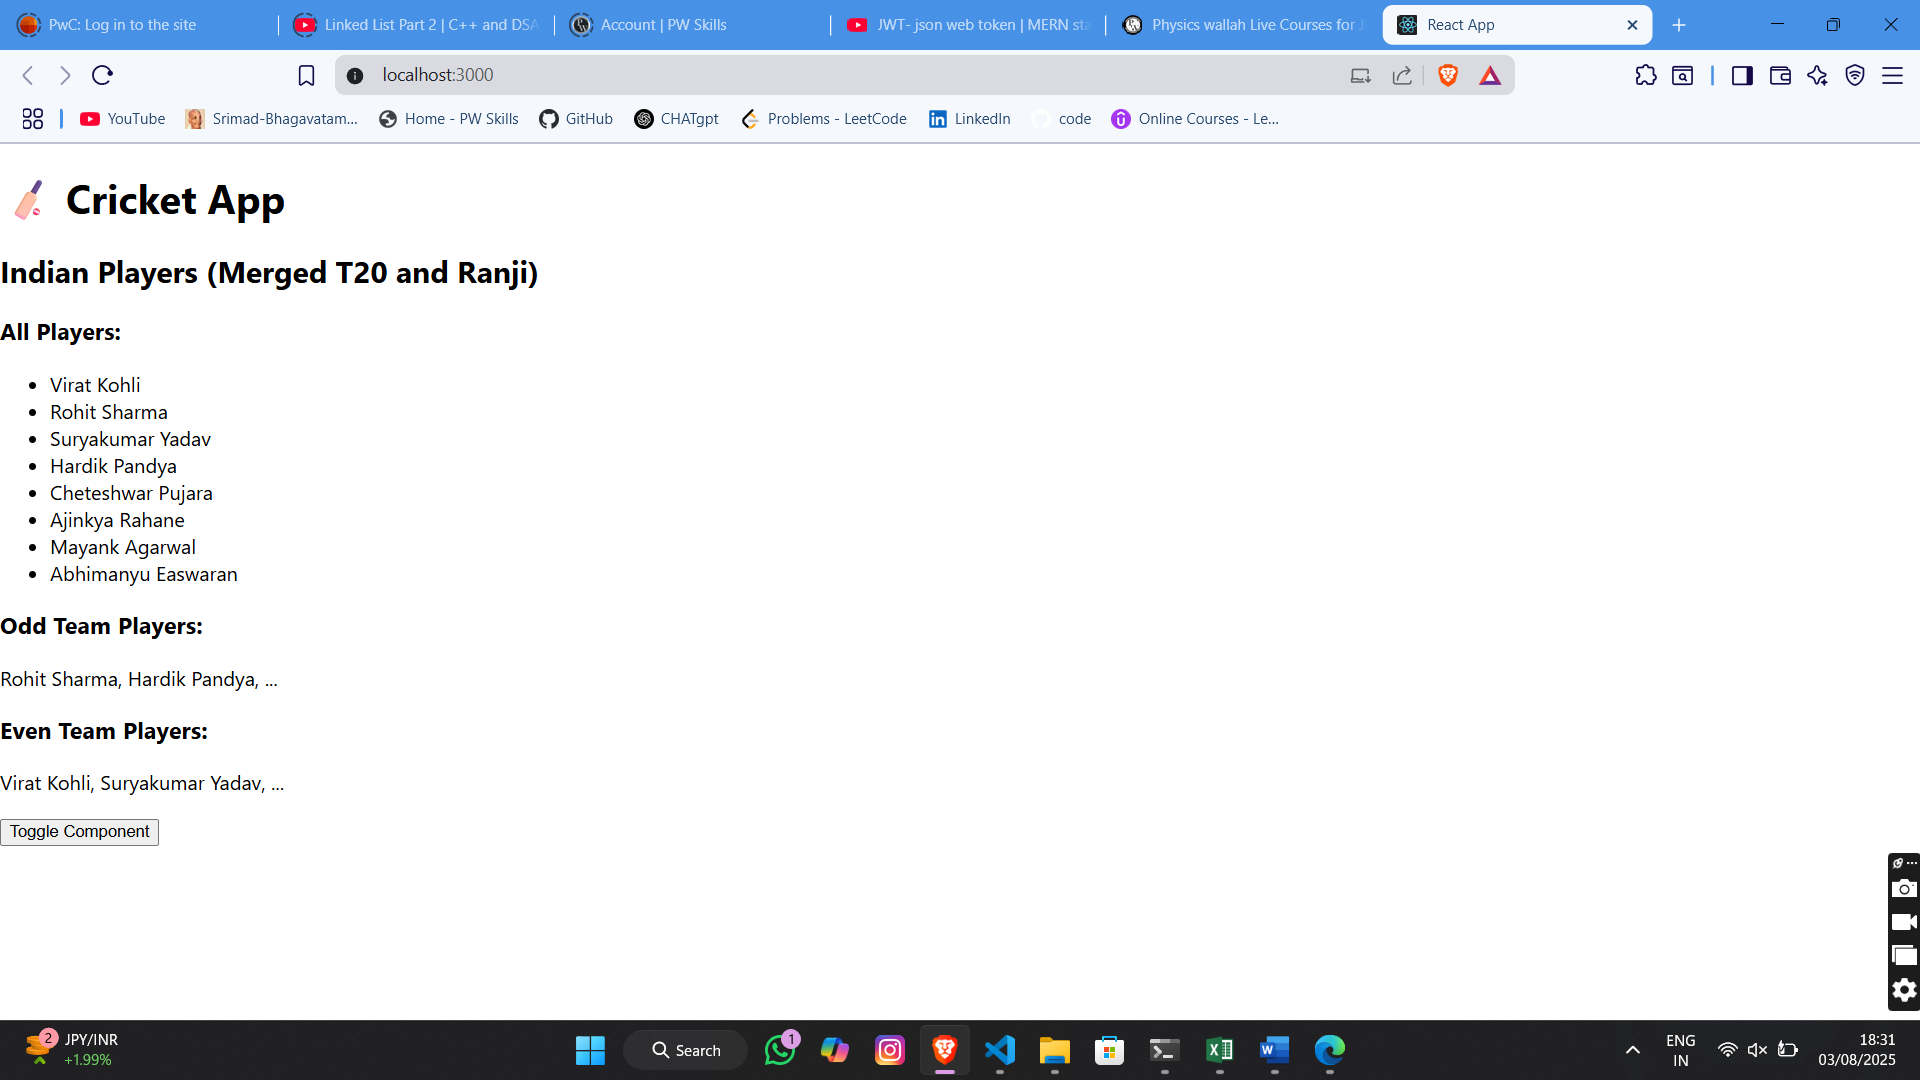 PwC: Log in to the site
Linked List Part 2 | C++ and DSA
Account | PW Skills
JWT- json web token | MERN sta
Physics wallah Live Courses for J
React App
localhost:3000
YouTube
Srimad-Bhagavatam...
Home - PW Skills
GitHub
CHATgpt
Problems - LeetCode
LinkedIn
code
Online Courses - Le...
Cricket App
Indian Players (Merged T20 and Ranji)
All Players:
Virat Kohli
Rohit Sharma
Suryakumar Yadav
Hardik Pandya
Cheteshwar Pujara
Ajinkya Rahane
Mayank Agarwal
Abhimanyu Easwaran
Odd Team Players:
Rohit Sharma, Hardik Pandya, ...
Even Team Players:
Virat Kohli, Suryakumar Yadav, ...
Toggle Component
2
JPY/INR
+1.99%
Search
1
ENG
IN
18:31
03/08/2025